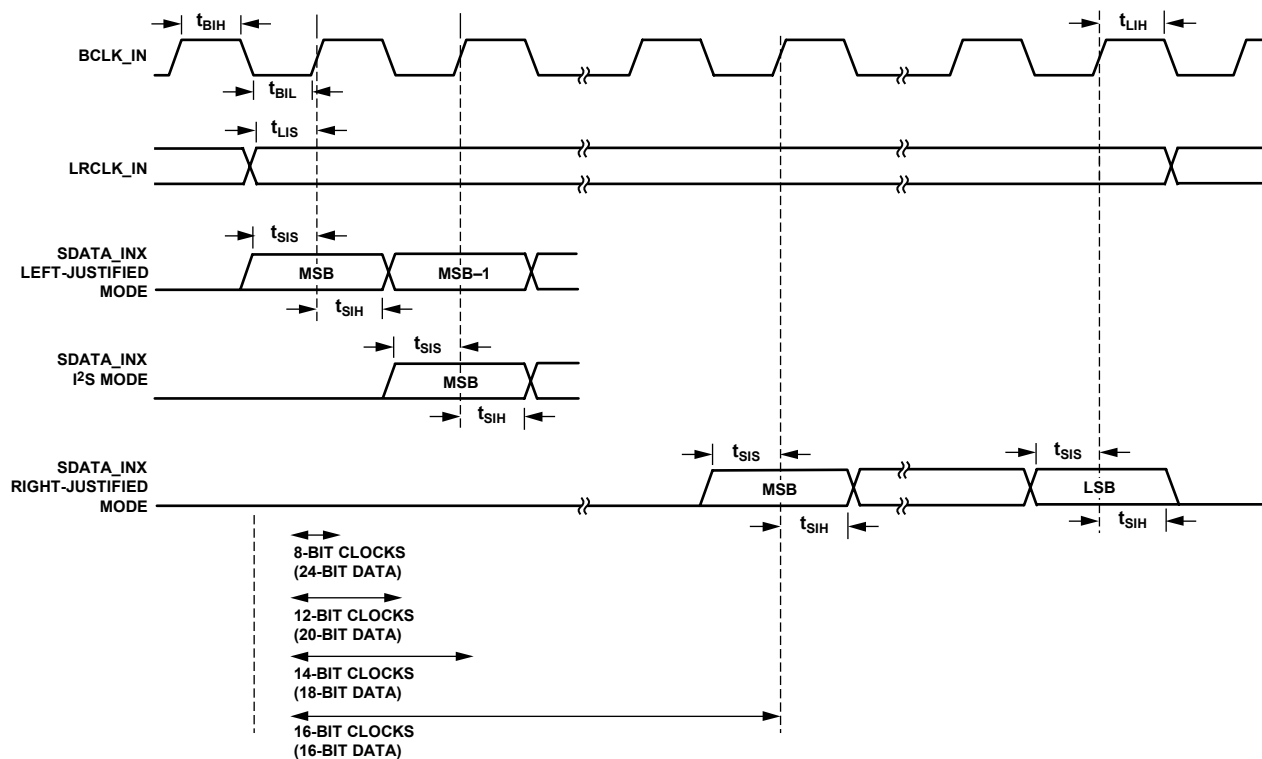 tBIH
tLIH
BCLK_IN
tBIL
tLIS
LRCLK_IN
tSIS
SDATA_INX
LEFT-JUSTIFIED
MODE
MSB
MSB–1
tSIH
SDATA_INX
I2S MODE
tSIS
MSB
tSIH
SDATA_INX
RIGHT-JUSTIFIED
MODE
tSIS
tSIS
MSB
LSB
tSIH
tSIH
8-BIT CLOCKS
(24-BIT DATA)
12-BIT CLOCKS
(20-BIT DATA)
14-BIT CLOCKS
(18-BIT DATA)
16-BIT CLOCKS
(16-BIT DATA)